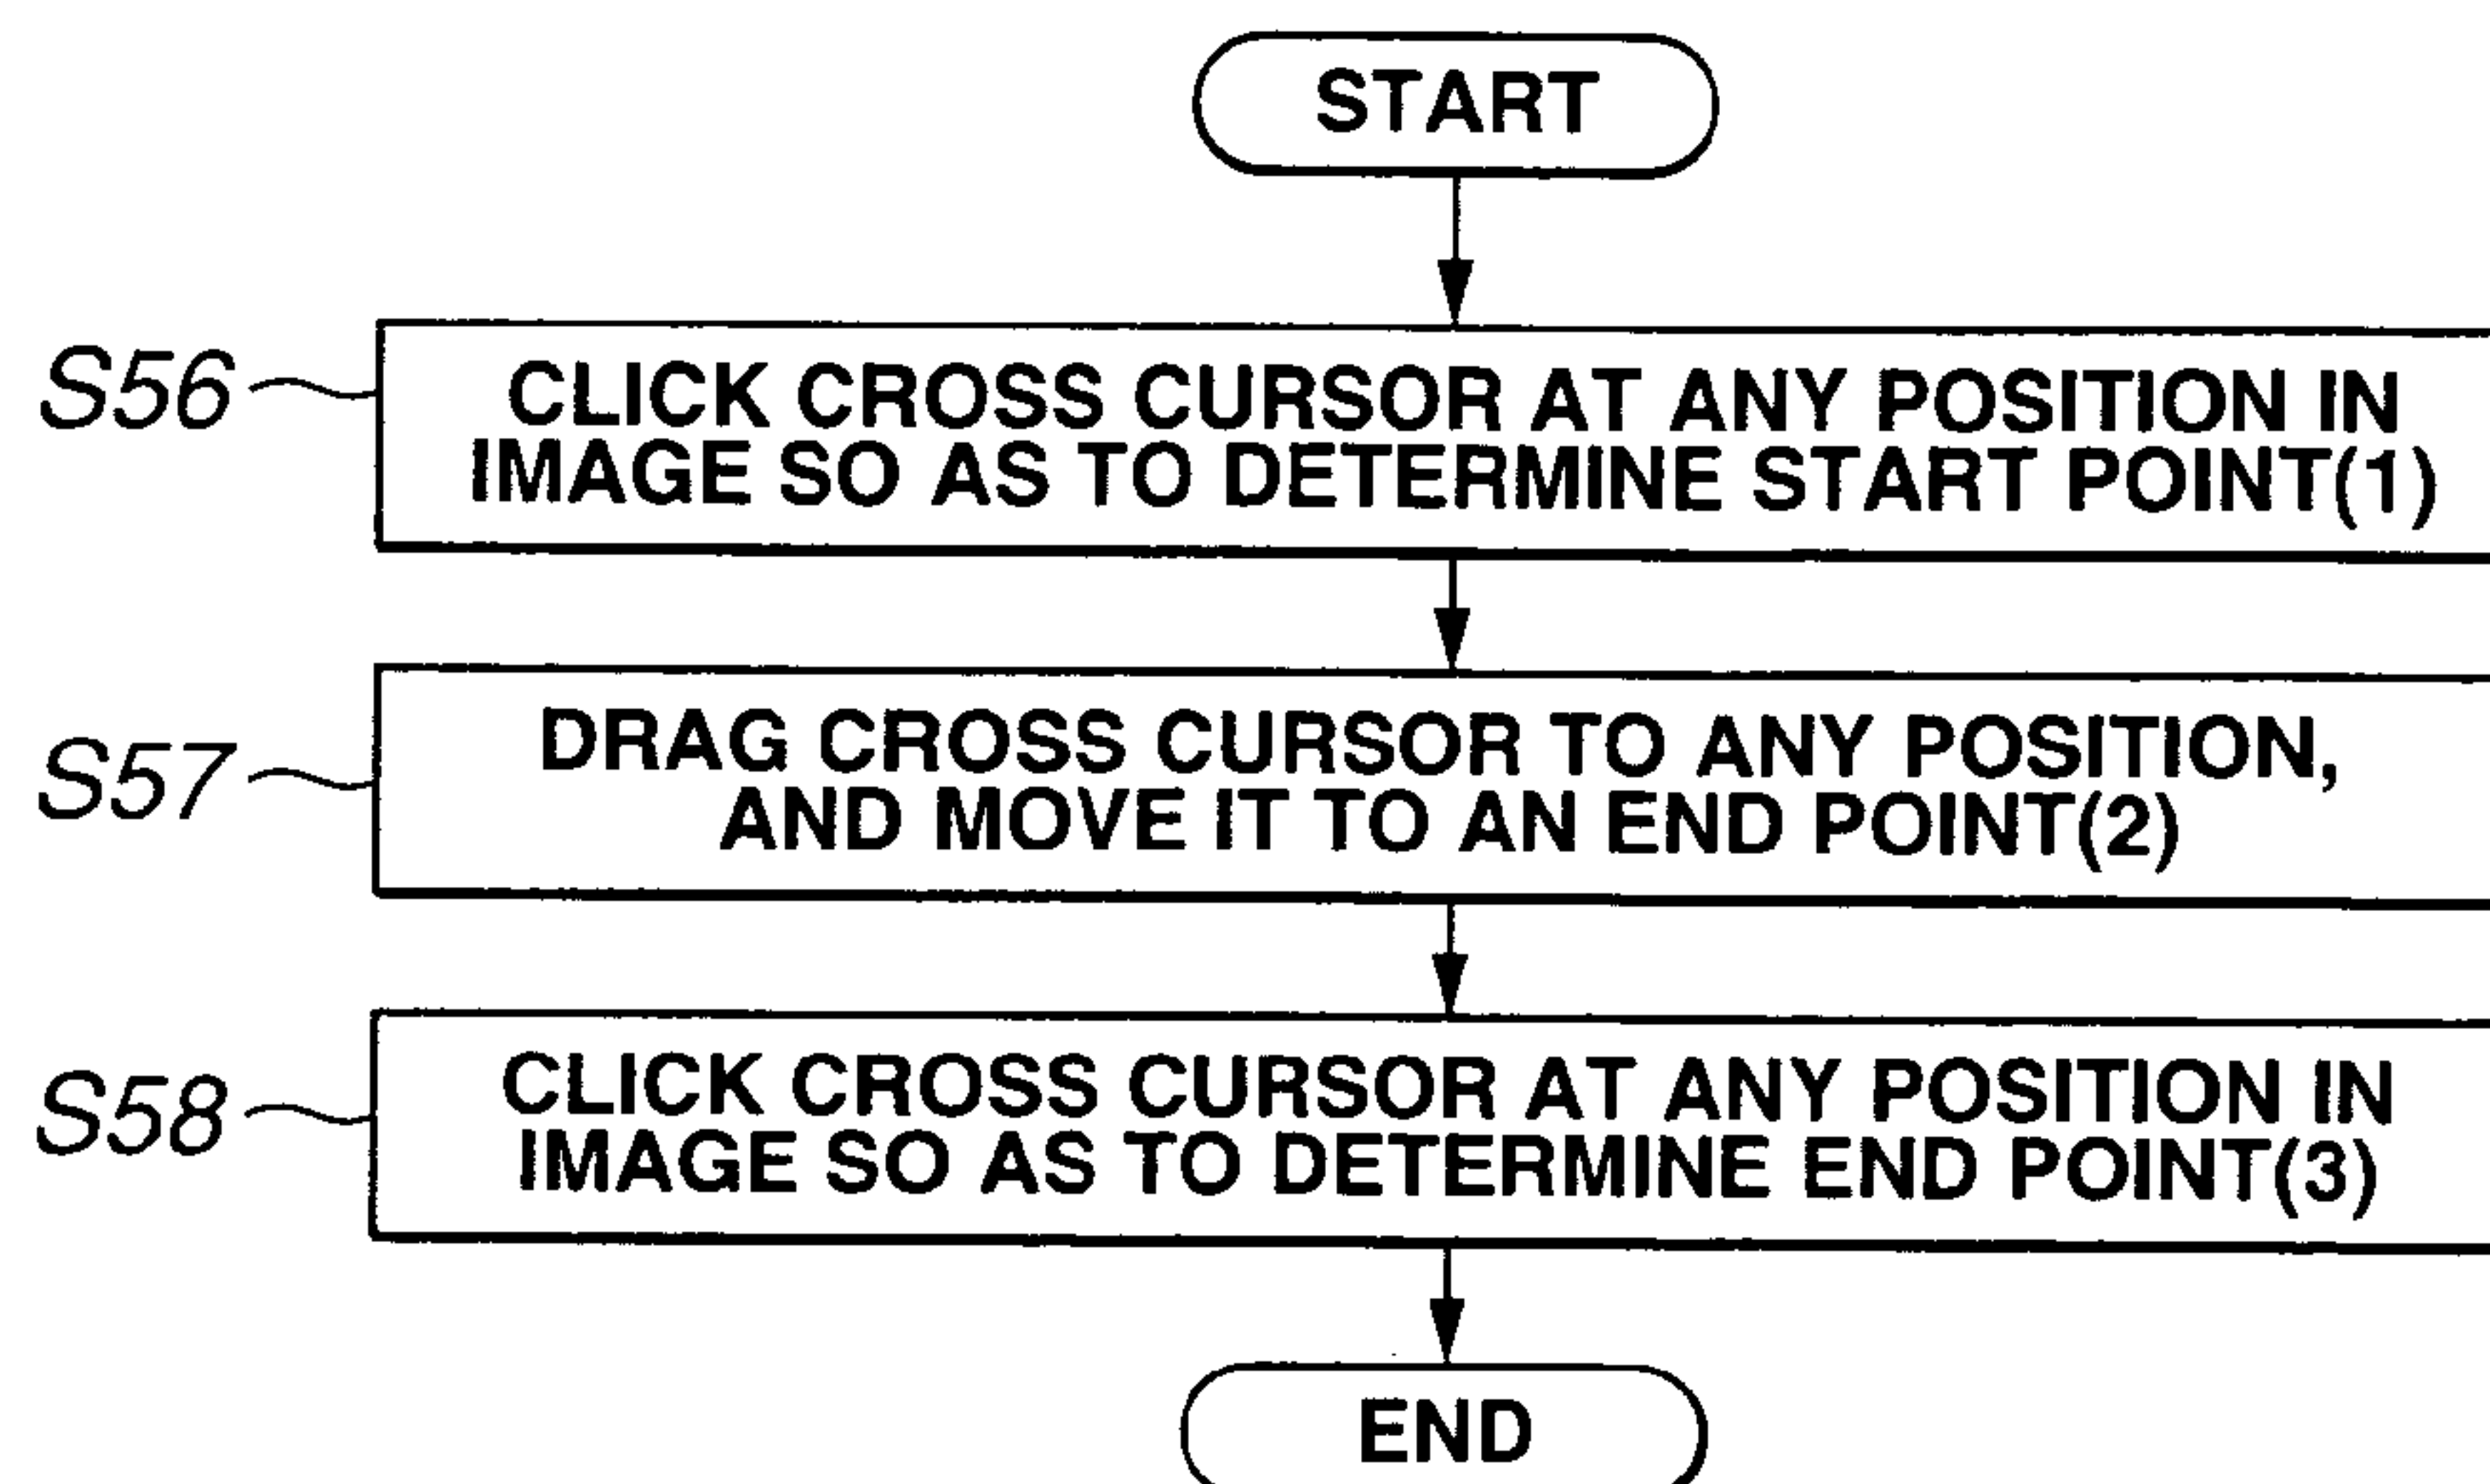 START
S56
CLICK CROSS CURSOR AT ANY POSITION IN
IMAGE SO AS TO DETERMINE START POINT(1)
S57
DRAG CROSS CURSOR TO ANY POSITION,
AND MOVE IT TO AN END POINT(2)
S58
CLICK CROSS CURSOR AT ANY POSITION IN
IMAGE SO AS TO DETERMINE END POINT(3)
END